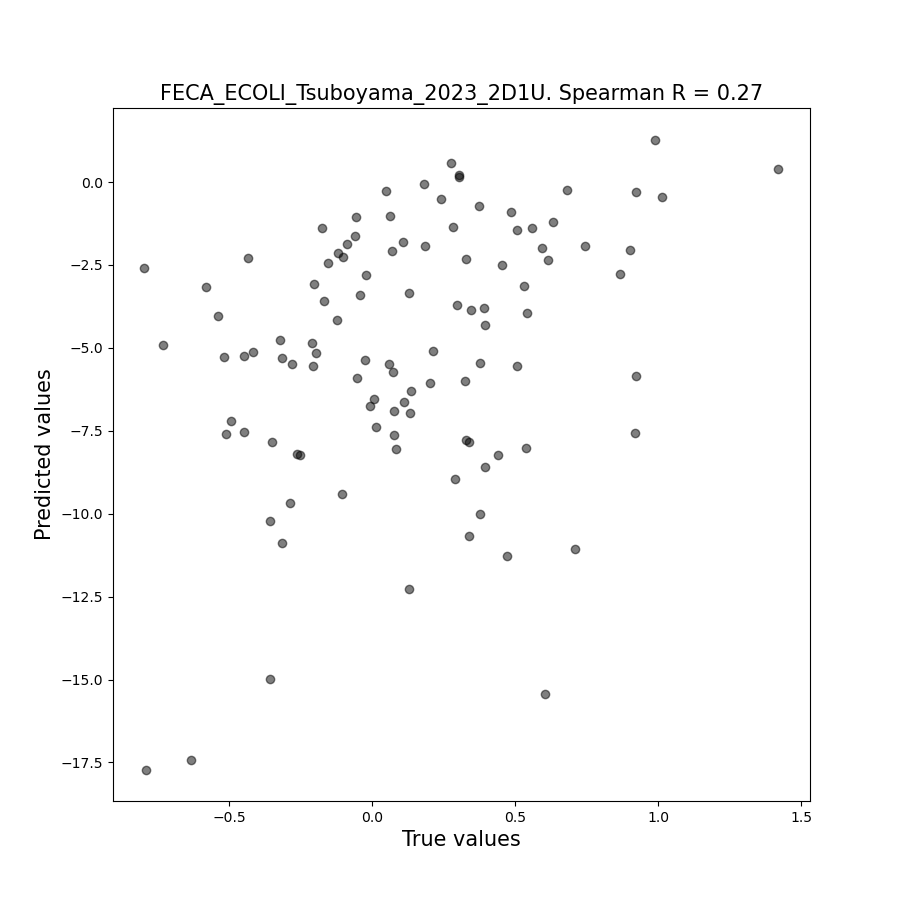 FECA_ECOLI_Tsuboyama_2023_2D1U. Spearman R = 0.27
0.0
−2.5
−5.0
−7.5
−10.0
−12.5
−15.0
−17.5
Predicted values
−0.5 0.0 0.5 1.0 1.5
True values